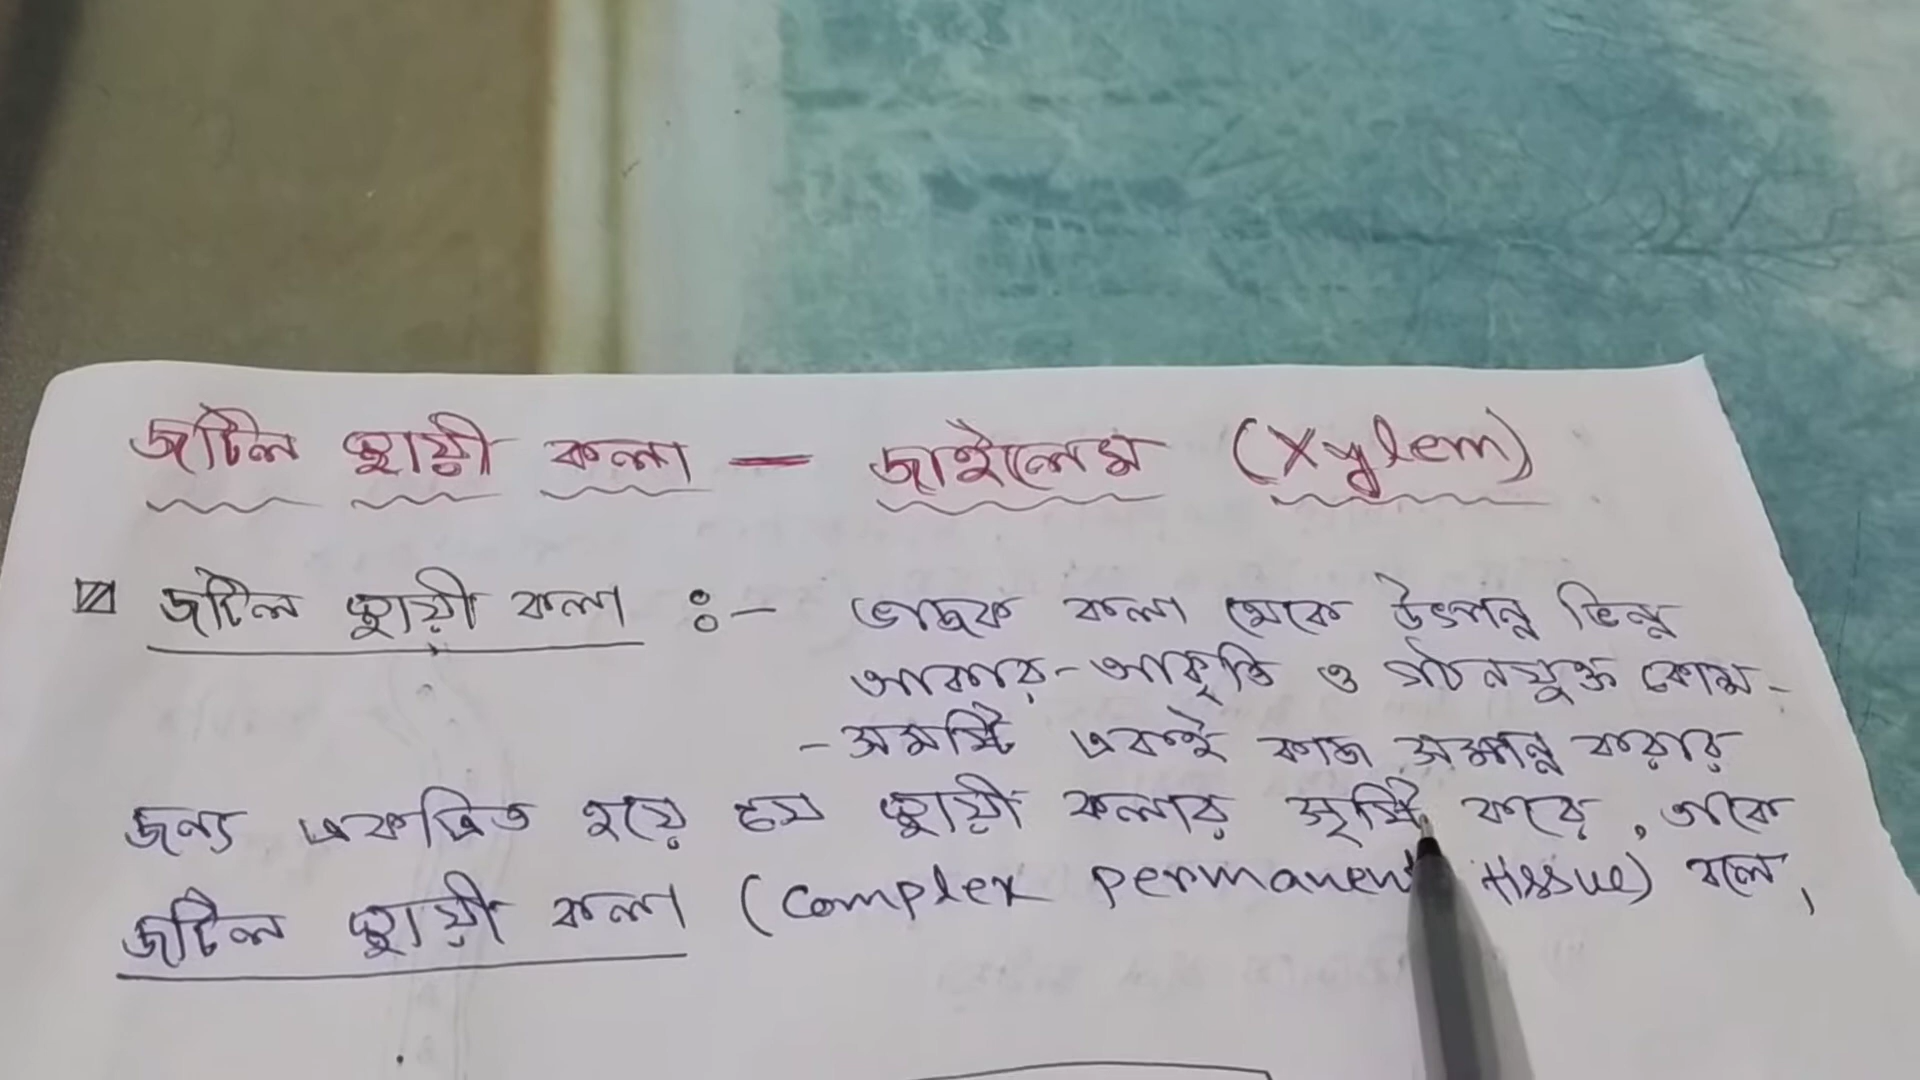 জটিল স্থায়ী কলা — জাইলেম (Xylem)
জটিল স্থায়ী কলা :- ভাজক কলা থেকে উৎপন্ন ভিন্ন
আকার-আকৃতি ও গঠনযুক্ত কোষ-
-সমষ্টি একই কাজ সম্পন্ন করার
জন্য একত্রিত হয়ে যে স্থায়ী কলার সৃষ্টি করে, তাকে
জটিল স্থায়ী কলা (Complex permanent tissue) বলে,